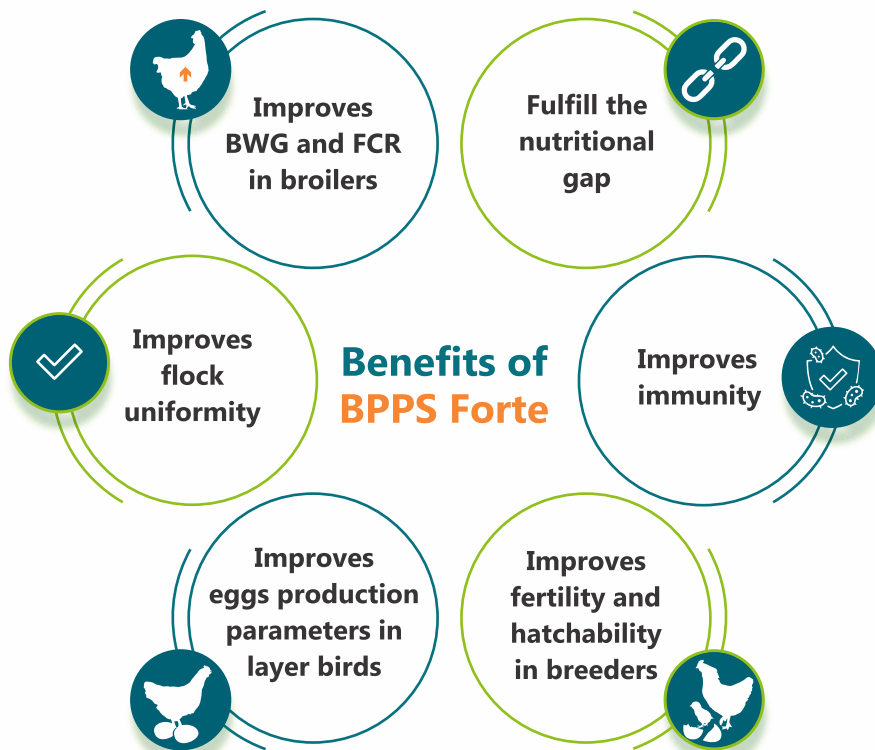 Improves
BWG and FCR
in broilers
Fulfill the
nutritional
gap
Improves
flock
uniformity
Benefits of
BPPS Forte
Improves
immunity
Improves
eggs production
parameters in
layer birds
Improves
fertility and
hatchability
in breeders